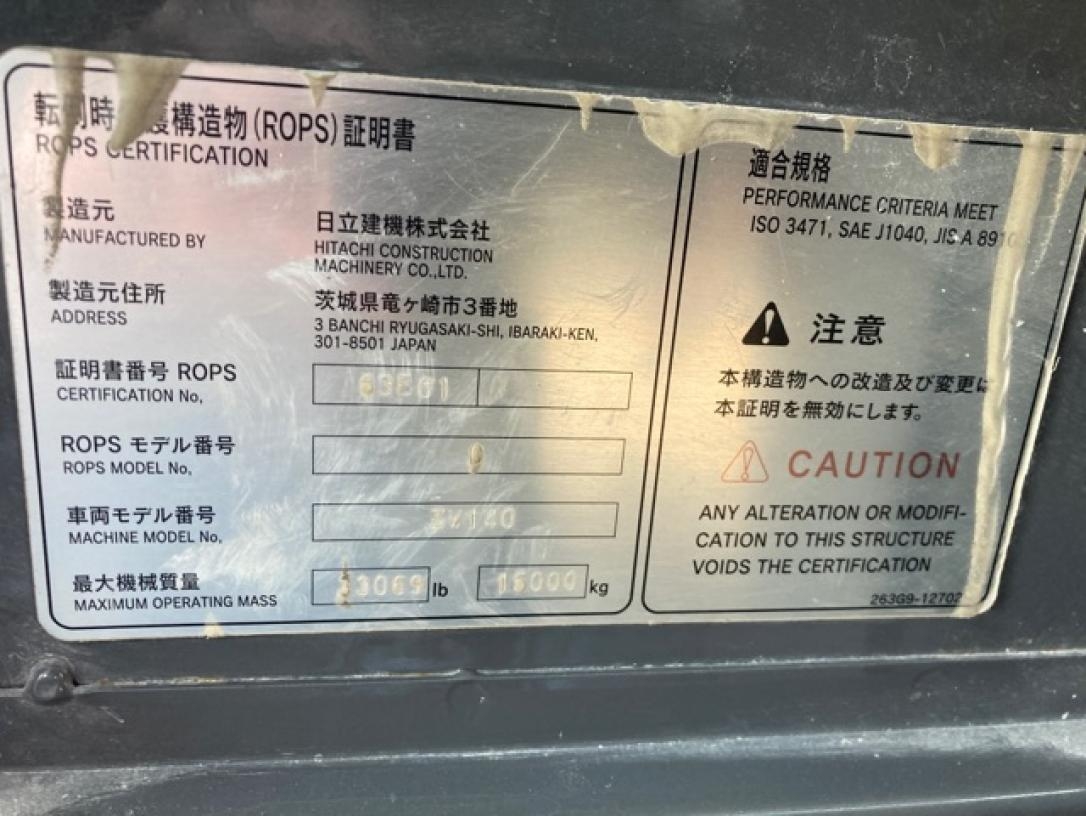 転倒時保護構造物(ROPS)証明書
ROPS CERTIFICATION
製造元
MANUFACTURED BY
日立建機株式会社
HITACHI CONSTRUCTION
MACHINERY CO.,LTD.
製造元住所
ADDRESS
茨城県竜ヶ崎市3番地
3 BANCHI RYUGASAKI-SHI, IBARAKI-KEN,
301-8501 JAPAN
証明書番号 ROPS
CERTIFICATION No,
ROPS モデル番号
ROPS MODEL No,
車両モデル番号
MACHINE MODEL No,
最大機械質量
MAXIMUM OPERATING MASS
lb
kg
適合規格
PERFORMANCE CRITERIA MEET
ISO 3471, SAE J1040, JIS A 8910
注意
本構造物への改造及び変更は
本証明を無効にします。
CAUTION
ANY ALTERATION OR MODIFI-
CATION TO THIS STRUCTURE
VOIDS THE CERTIFICATION
263G9-12702